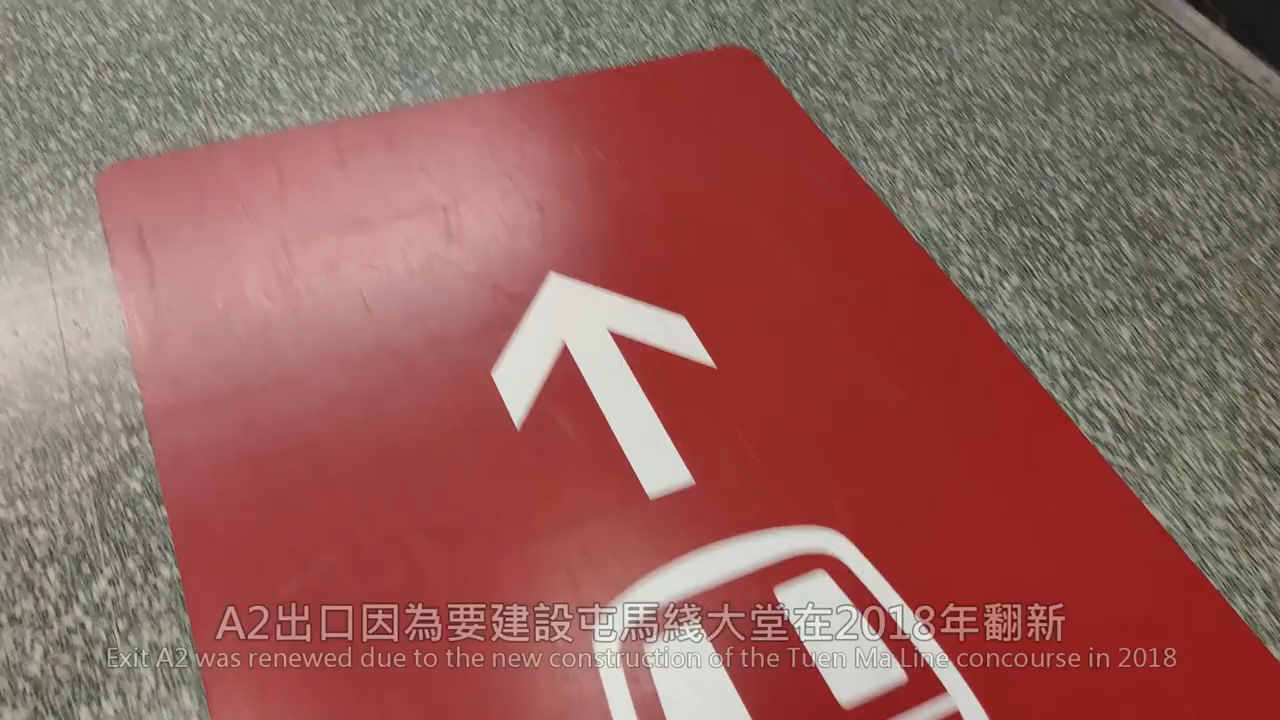 A2出口因為要建設屯馬綫大堂在2018年翻新
Exit A2 was renewed due to the new construction of the Tuen Ma Line concourse in 2018